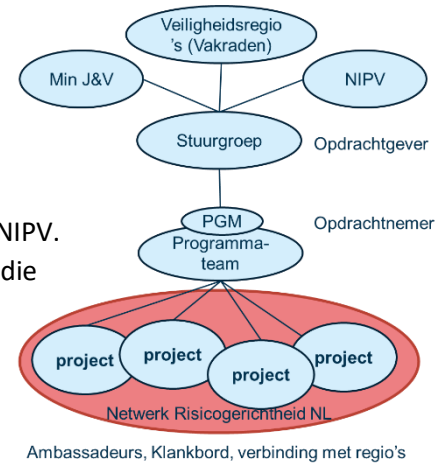 Veiligheidsregio
's (Vakraden)
Min J&V
NIPV
Stuurgroep
Opdrachtgever
NIPV.
die
PGM
Opdrachtnemer
Programma-
team
project
project
project
project
Netwerk Risicogerichtheid NL
Ambassadeurs, Klankbord, verbinding met regio's